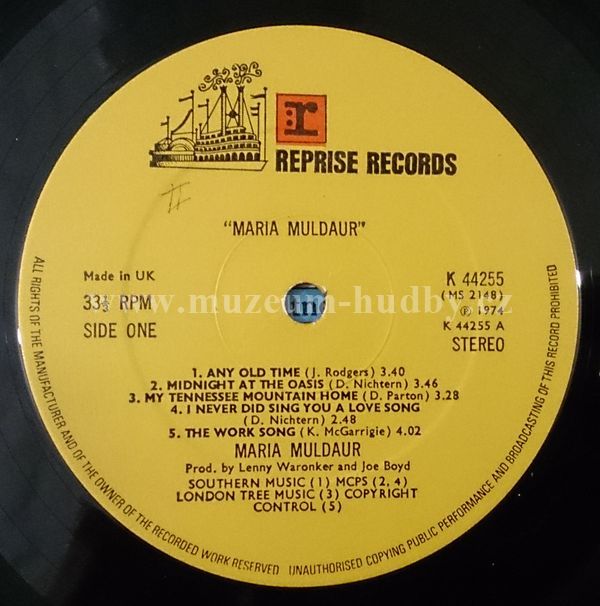 :r
REPRISE RECORDS
II
"MARIA MULDAUR"
Made in UK
33⅓ RPM
SIDE ONE
K 44255
(MS 2148)
℗ 1974
K 44255 A
STEREO
www.muzeum-hudby.cz
1. ANY OLD TIME (J. Rodgers) 3.40
2. MIDNIGHT AT THE OASIS (D. Nichtern) 3.46
3. MY TENNESSEE MOUNTAIN HOME (D. Parton) 3.28
4. I NEVER DID SING YOU A LOVE SONG
(D. Nichtern) 2.48
5. THE WORK SONG (K. McGarrigie) 4.02
MARIA MULDAUR
Prod. by Lenny Waronker and Joe Boyd
SOUTHERN MUSIC (1) MCPS (2, 4)
LONDON TREE MUSIC (3) COPYRIGHT
CONTROL (5)
ALL RIGHTS OF THE MANUFACTURER AND OF THE OWNER OF THE RECORDED WORK RESERVED UNAUTHORISED COPYING PUBLIC PERFORMANCE AND BROADCASTING OF THIS RECORD PROHIBITED